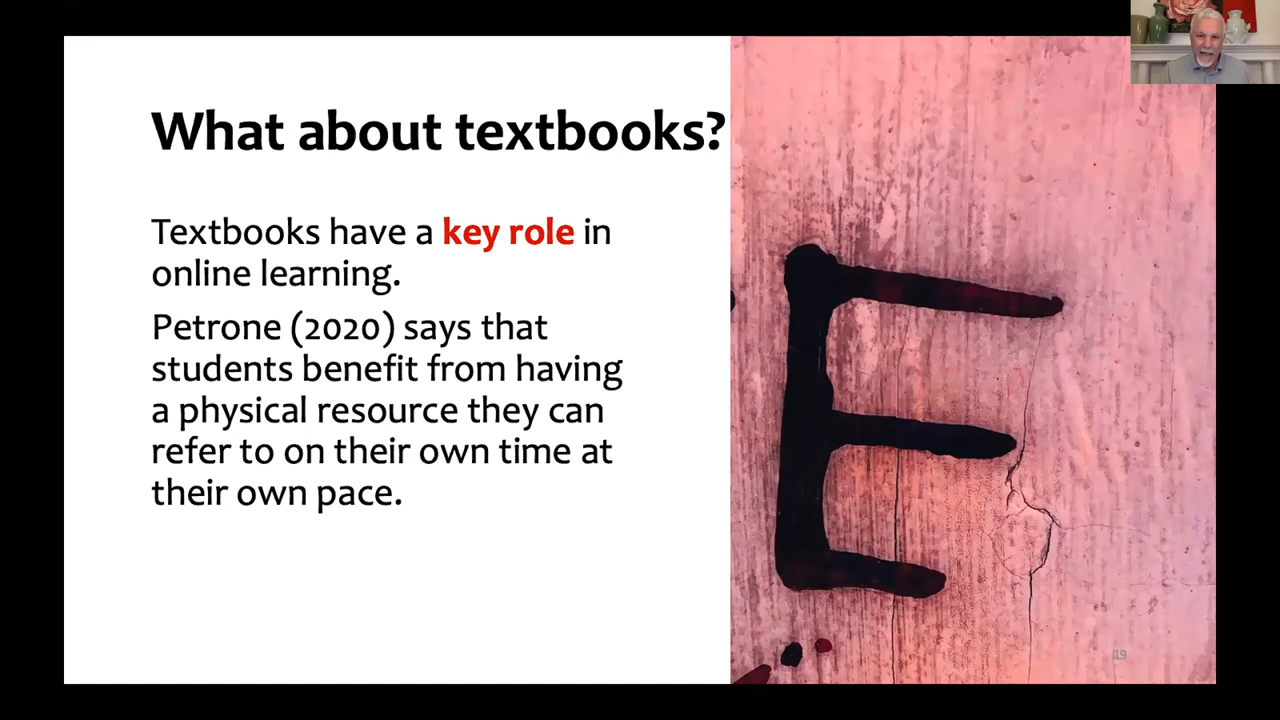 What about textbooks?
Textbooks have a key role in
online learning.
Petrone (2020) says that
students benefit from having
a physical resource they can
refer to on their own time at
their own pace.
E
19